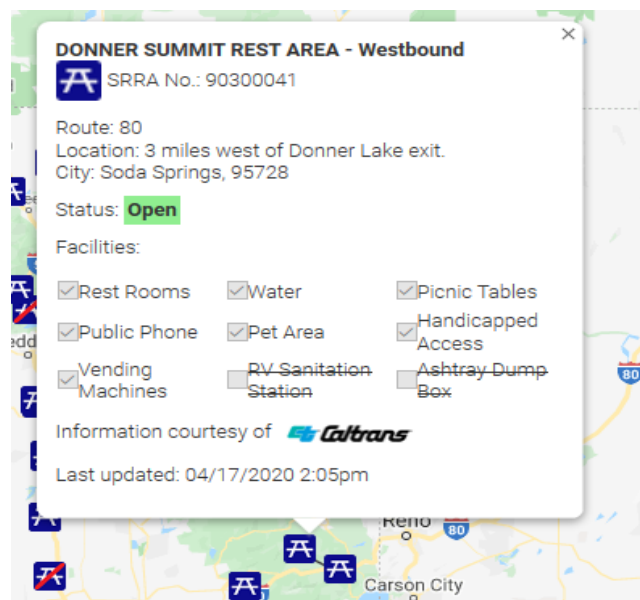 ×
DONNER SUMMIT REST AREA - Westbound
SRRA No.: 90300041
Route: 80
Location: 3 miles west of Donner Lake exit.
City: Soda Springs, 95728
Status: Open
Facilities:
Rest Rooms
Water
Picnic Tables
Public Phone
Pet Area
Handicapped
Access
Vending
Machines
RV Sanitation
Station
Ashtray Dump
Box
80
Information courtesy of Caltrans
Last updated: 04/17/2020 2:05pm
Reno
80
Carson City